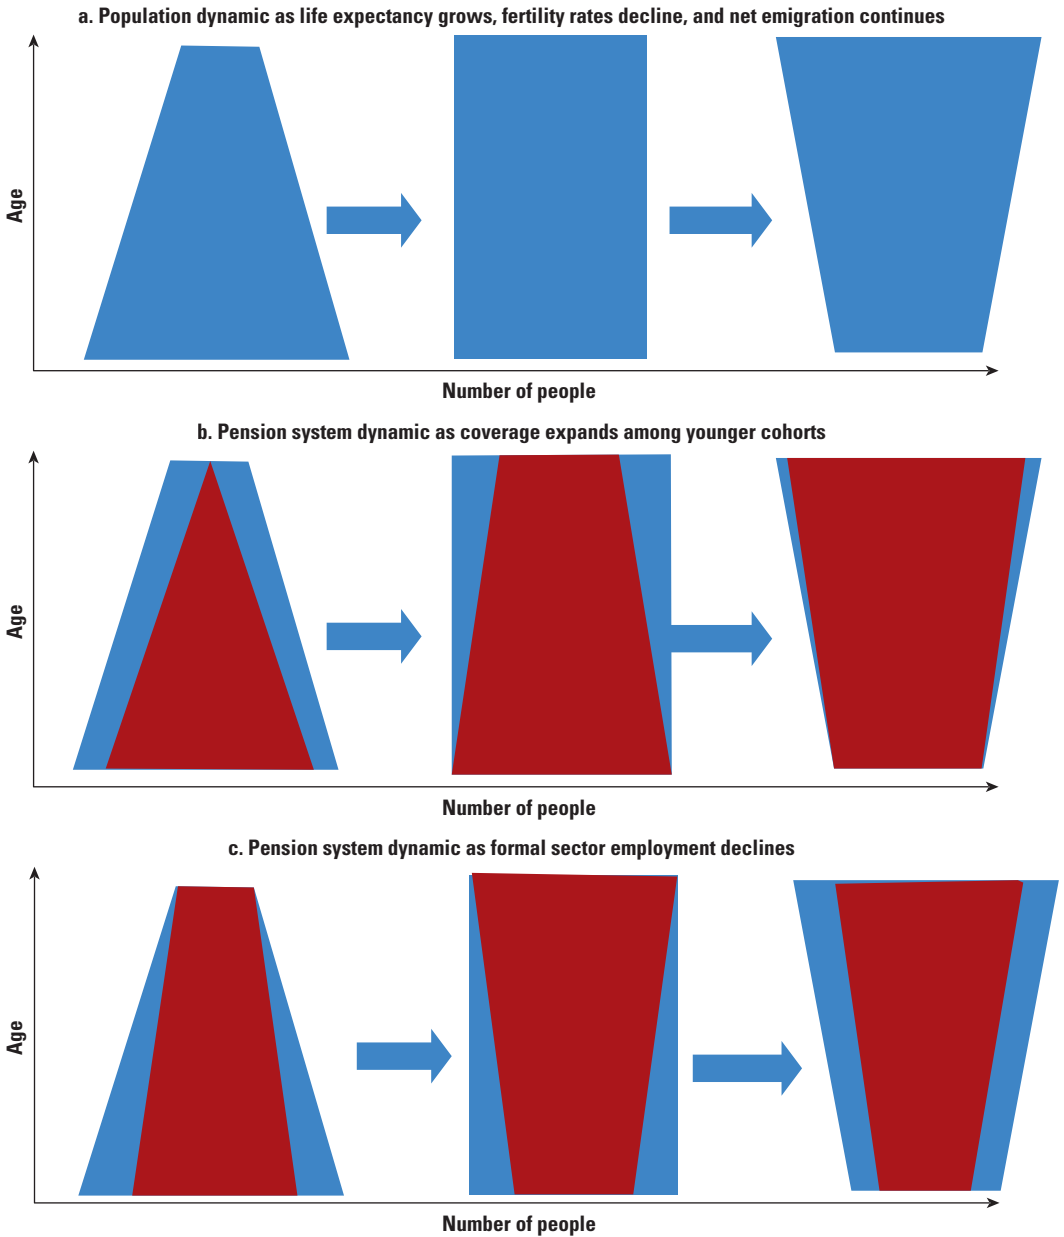 a. Population dynamic as life expectancy grows, fertility rates decline, and net emigration continues
Age
Number of people
b. Pension system dynamic as coverage expands among younger cohorts
Age
Number of people
c. Pension system dynamic as formal sector employment declines
Age
Number of people